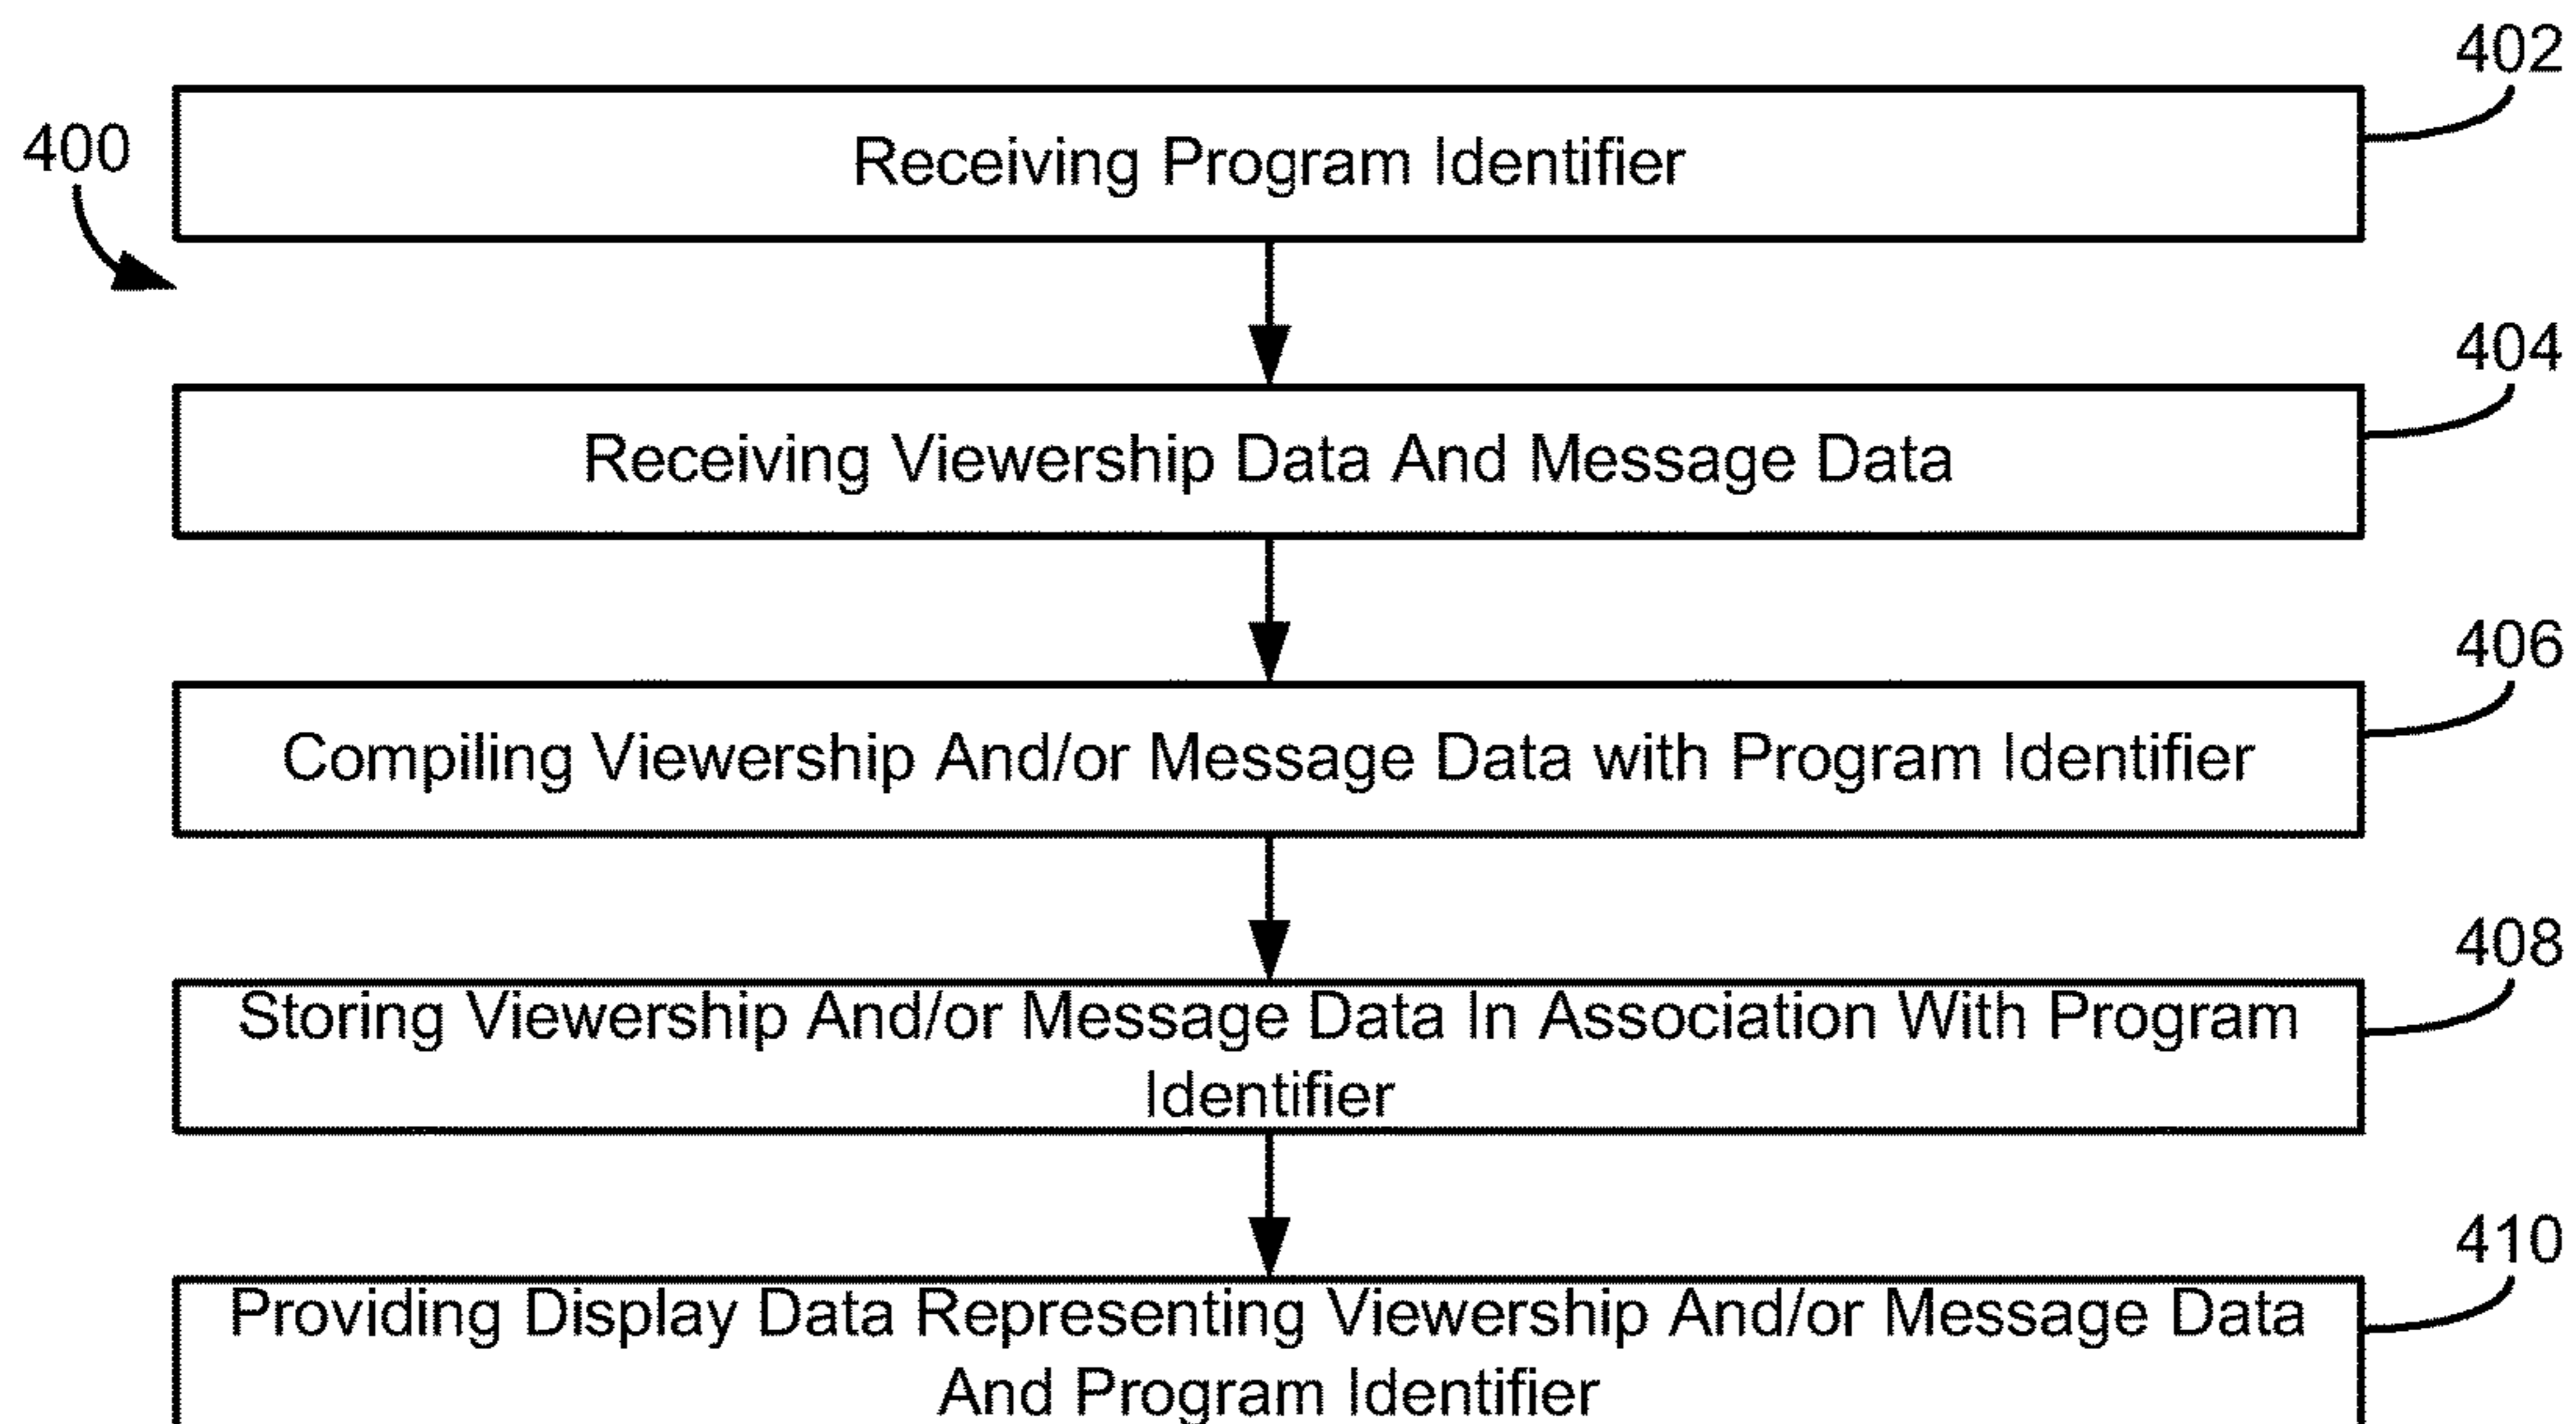 402
400
Receiving Program Identifier
404
Receiving Viewership Data And Message Data
406
Compiling Viewership And/or Message Data with Program Identifier
408
Storing Viewership And/or Message Data In Association With Program
Identifier
410
Providing Display Data Representing Viewership And/or Message Data
And Program Identifier